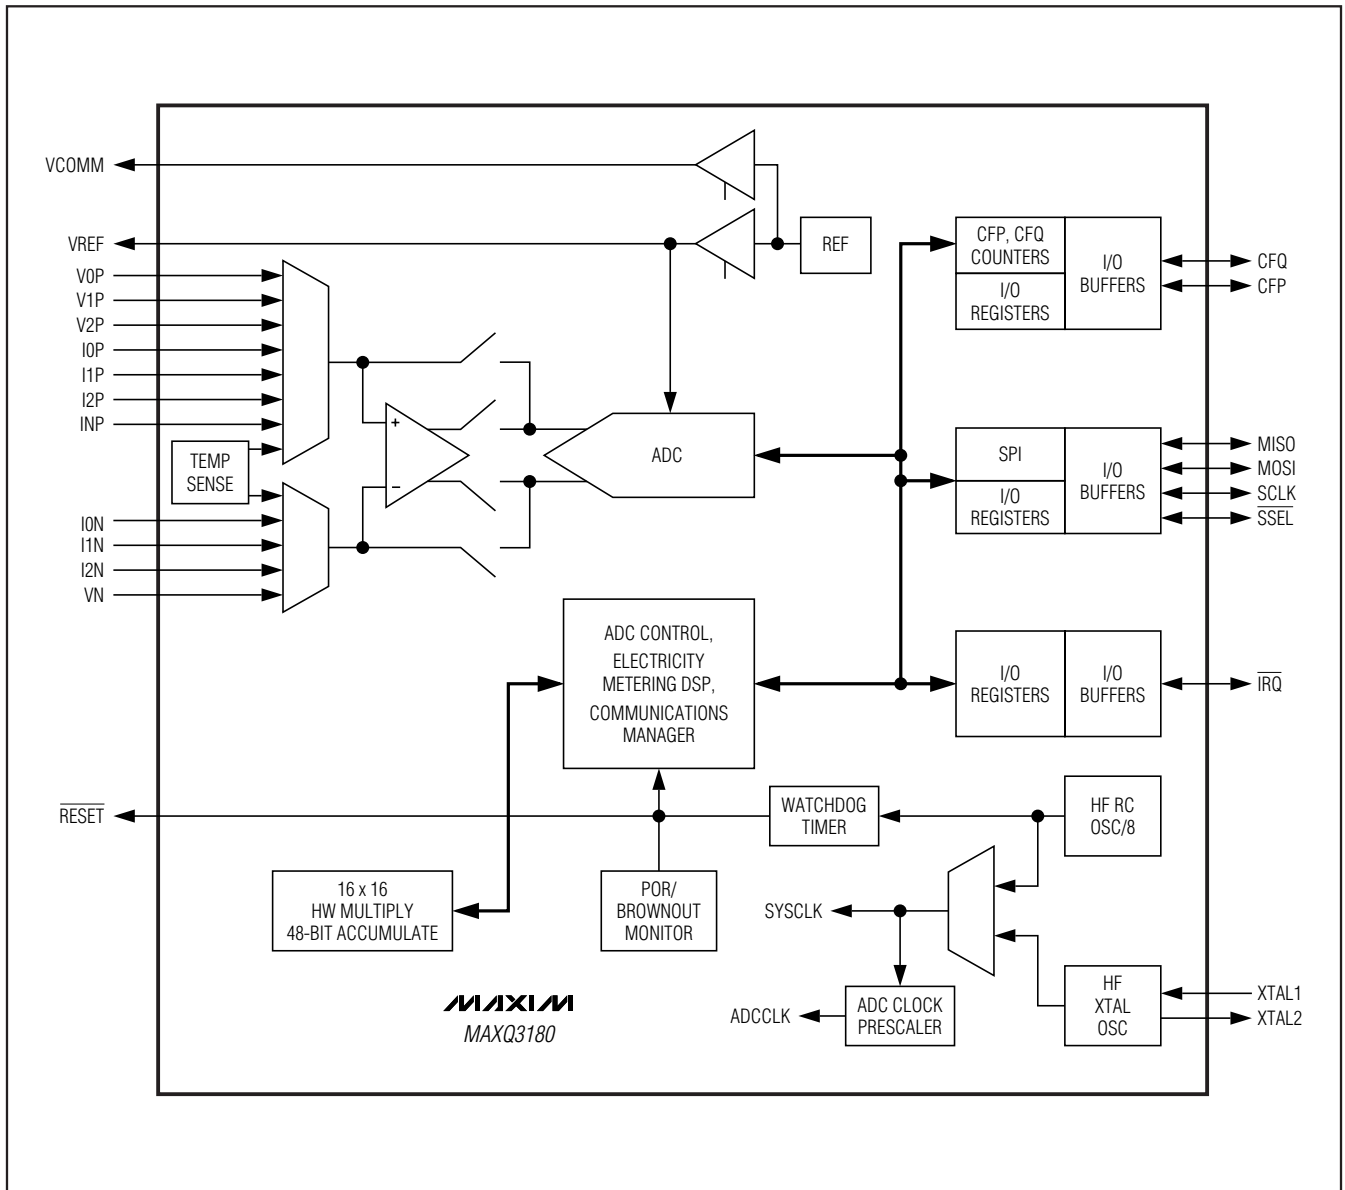 VCOMM
VREF
REF
V0P
V1P
V2P
I0P
I1P
I2P
INP
TEMP
SENSE
I0N
I1N
I2N
VN
+
−
ADC
CFP, CFQ
COUNTERS
I/O
REGISTERS
I/O
BUFFERS
CFQ
CFP
SPI
I/O
REGISTERS
I/O
BUFFERS
MISO
MOSI
SCLK
SSEL
ADC CONTROL,
ELECTRICITY
METERING DSP,
COMMUNICATIONS
MANAGER
I/O
REGISTERS
I/O
BUFFERS
IRQ
RESET
WATCHDOG
TIMER
HF RC
OSC/8
16 x 16
HW MULTIPLY
48-BIT ACCUMULATE
POR/
BROWNOUT
MONITOR
SYSCLK
ADCCLK
ADC CLOCK
PRESCALER
HF
XTAL
OSC
XTAL1
XTAL2
MAXIM
MAXQ3180